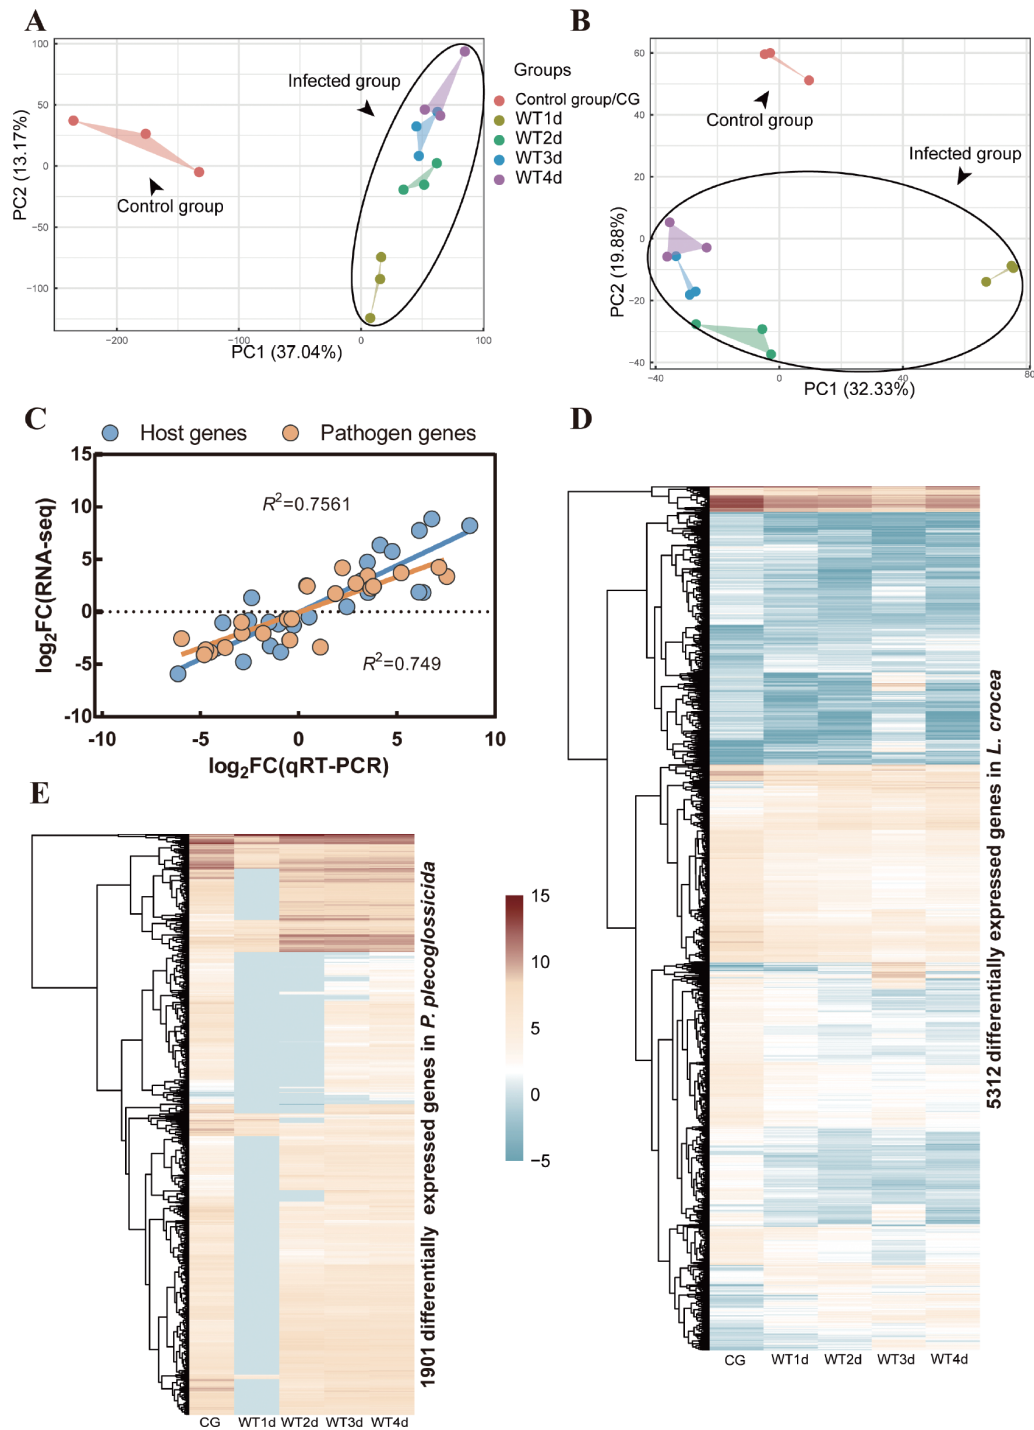 A
100
50
0
−50
−100
−200
−100
0
100
PC2 (13.17%)
PC1 (37.04%)
Infected group
Control group
Groups
Control group/CG
WT1d
WT2d
WT3d
WT4d
B
60
40
20
0
−20
−40
−40
0
40
80
PC2 (19.88%)
PC1 (32.33%)
Control group
Infected group
C
Host genes
Pathogen genes
15
10
5
0
-5
-10
-10
-5
0
5
10
R²=0.7561
R²=0.749
log₂FC(RNA-seq)
log₂FC(qRT-PCR)
D
5312 differentially expressed genes in L. crocea
CG
WT1d
WT2d
WT3d
WT4d
E
1901 differentially expressed genes in P. plecoglossicida
CG
WT1d
WT2d
WT3d
WT4d
15
10
5
0
−5